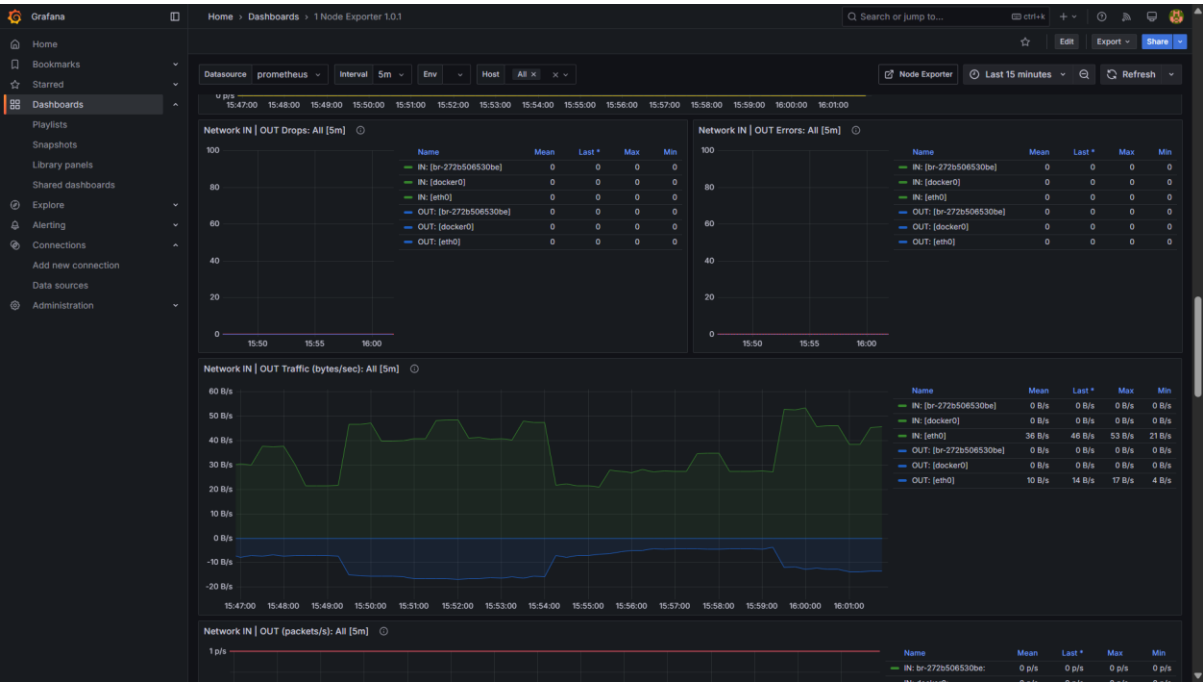 Grafana
Home
Bookmarks
Starred
Dashboards
Playlists
Snapshots
Library panels
Shared dashboards
Explore
Alerting
Connections
Add new connection
Data sources
Administration
Home › Dashboards › 1 Node Exporter 1.0.1
Search or jump to... ctrl+k
Edit Export Share
Datasource prometheus Interval 5m Env Host All × Node Exporter Last 15 minutes Refresh
0 p/s
15:47:00 15:48:00 15:49:00 15:50:00 15:51:00 15:52:00 15:53:00 15:54:00 15:55:00 15:56:00 15:57:00 15:58:00 15:59:00 16:00:00 16:01:00
Network IN | OUT Drops: All [5m]
100
80
60
40
20
0
15:50 15:55 16:00
Name Mean Last * Max Min
IN: [br-272b506530be] 0 0 0 0
IN: [docker0] 0 0 0 0
IN: [eth0] 0 0 0 0
OUT: [br-272b506530be] 0 0 0 0
OUT: [docker0] 0 0 0 0
OUT: [eth0] 0 0 0 0
Network IN | OUT Errors: All [5m]
100
80
60
40
20
0
15:50 15:55 16:00
Name Mean Last * Max Min
IN: [br-272b506530be] 0 0 0 0
IN: [docker0] 0 0 0 0
IN: [eth0] 0 0 0 0
OUT: [br-272b506530be] 0 0 0 0
OUT: [docker0] 0 0 0 0
OUT: [eth0] 0 0 0 0
Network IN | OUT Traffic (bytes/sec): All [5m]
60 B/s
50 B/s
40 B/s
30 B/s
20 B/s
10 B/s
0 B/s
-10 B/s
-20 B/s
15:47:00 15:48:00 15:49:00 15:50:00 15:51:00 15:52:00 15:53:00 15:54:00 15:55:00 15:56:00 15:57:00 15:58:00 15:59:00 16:00:00 16:01:00
Name Mean Last * Max Min
IN: [br-272b506530be] 0 B/s 0 B/s 0 B/s 0 B/s
IN: [docker0] 0 B/s 0 B/s 0 B/s 0 B/s
IN: [eth0] 36 B/s 46 B/s 53 B/s 21 B/s
OUT: [br-272b506530be] 0 B/s 0 B/s 0 B/s 0 B/s
OUT: [docker0] 0 B/s 0 B/s 0 B/s 0 B/s
OUT: [eth0] 10 B/s 14 B/s 17 B/s 4 B/s
Network IN | OUT (packets/s): All [5m]
1 p/s
Name Mean Last * Max Min
IN: br-272b506530be: 0 p/s 0 p/s 0 p/s 0 p/s